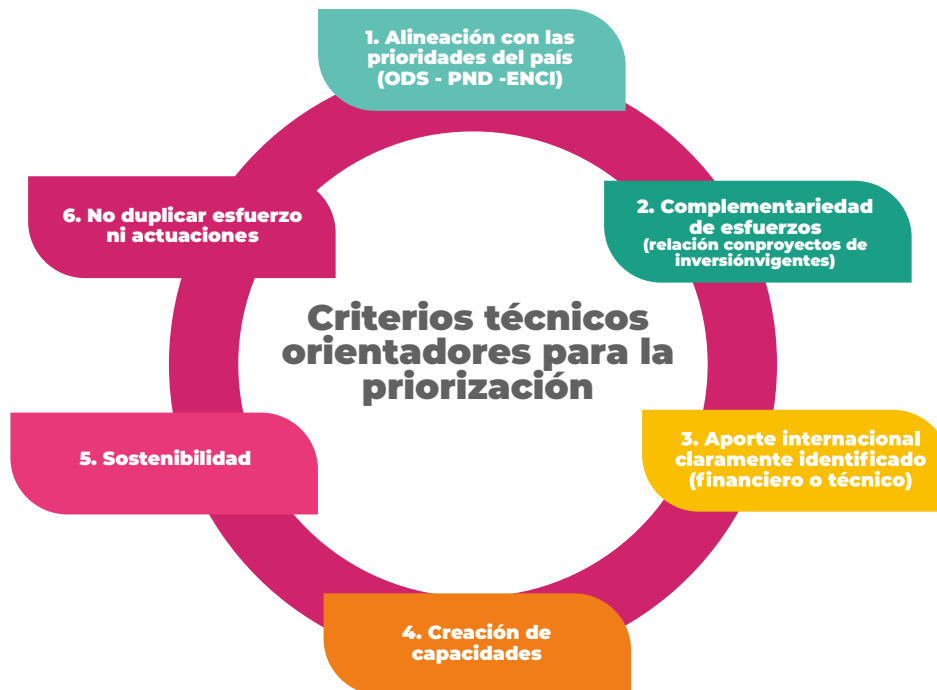 1. Alineación con las
prioridades del país
(ODS - PND -ENCI)
2. Complementariedad
de esfuerzos
(relación conproyectos de
inversiónvigentes)
3. Aporte internacional
claramente identificado
(financiero o técnico)
4. Creación de
capacidades
5. Sostenibilidad
6. No duplicar esfuerzo
ni actuaciones
Criterios técnicos
orientadores para la
priorización